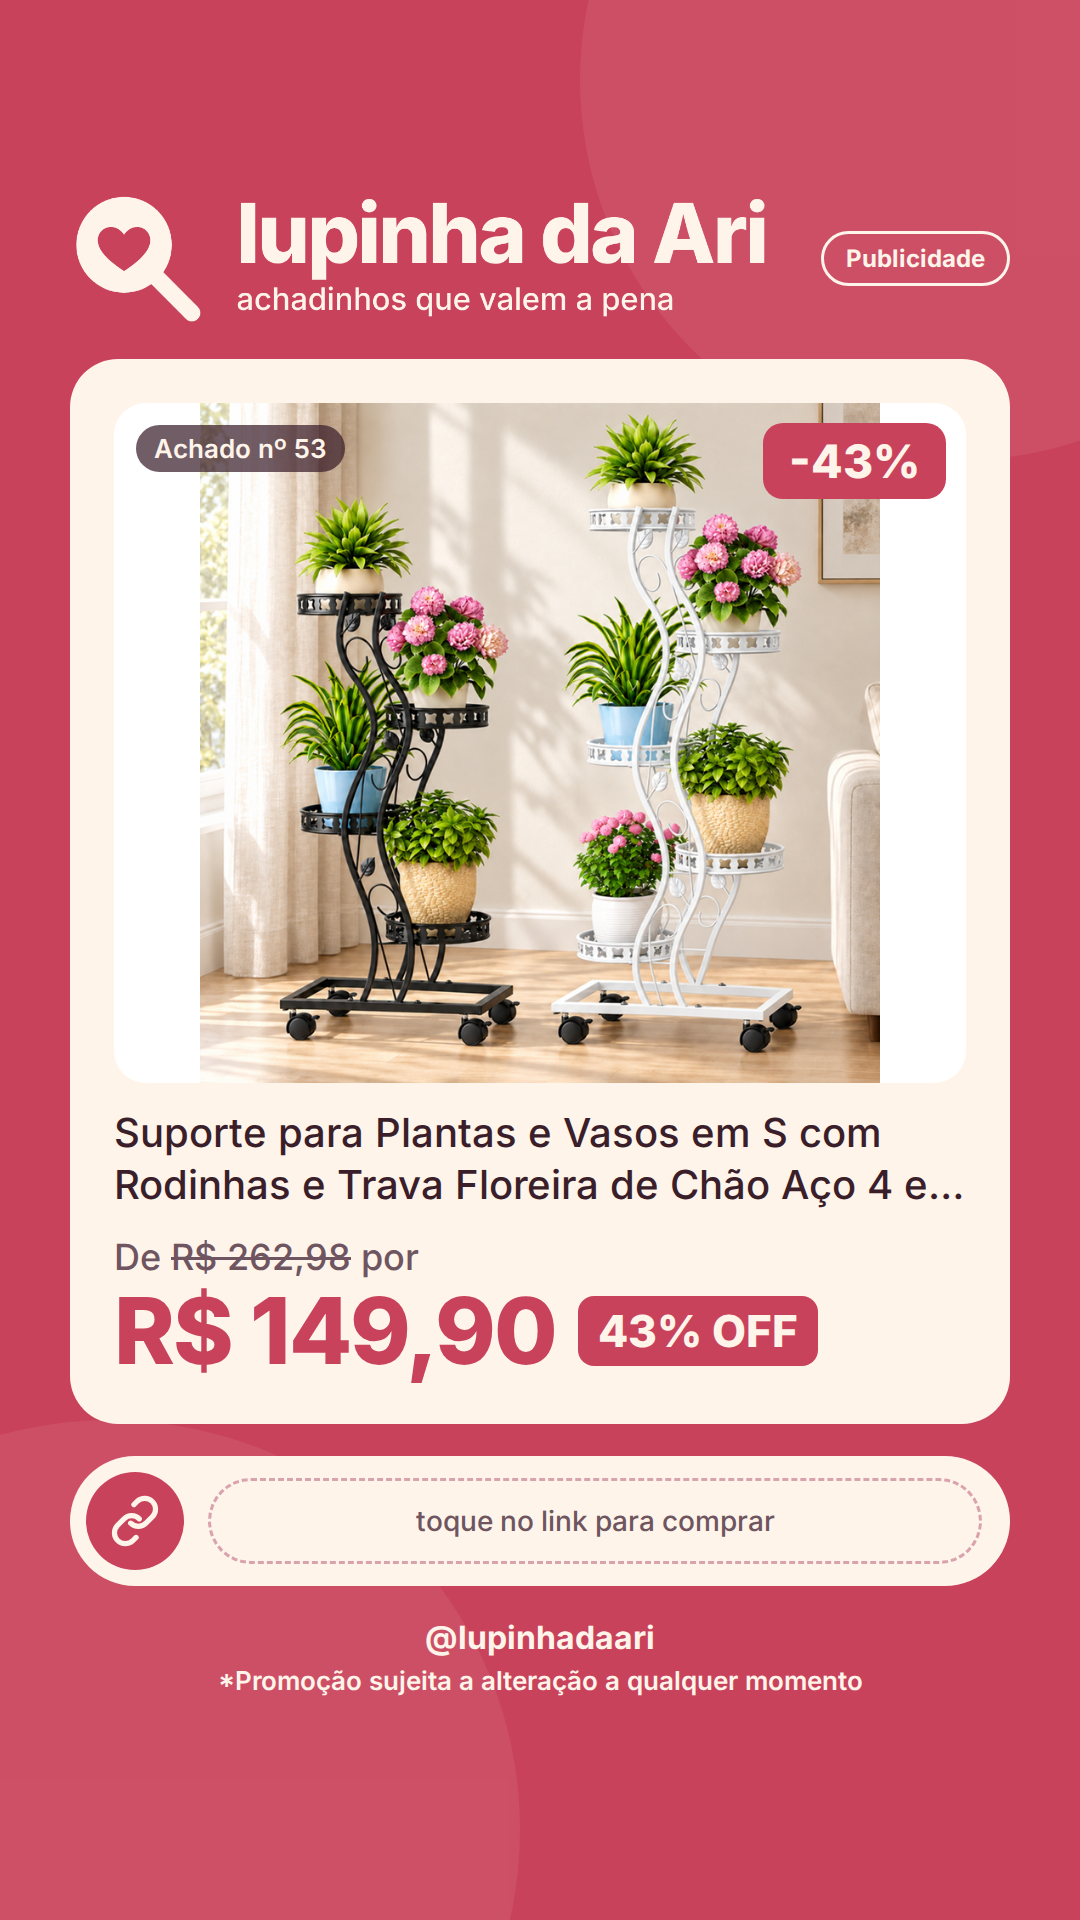 lupinha da Ari
achadinhos que valem a pena
Publicidade
Achado nº 53
-43%
Suporte para Plantas e Vasos em S com
Rodinhas e Trava Floreira de Chão Aço 4 e...
De R$ 262,98 por
R$ 149,90
43% OFF
toque no link para comprar
@lupinhadaari
*Promoção sujeita a alteração a qualquer momento